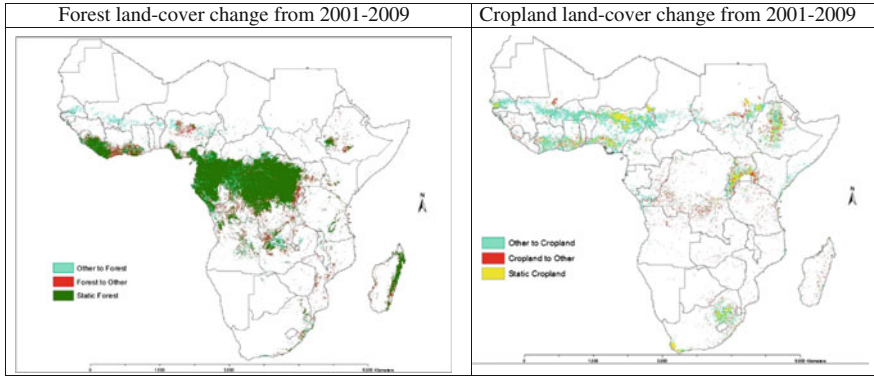 Forest land-cover change from 2001-2009
Cropland land-cover change from 2001-2009
N
Other to Forest
Forest to Other
Static Forest
N
Other to Cropland
Cropland to Other
Static Cropland